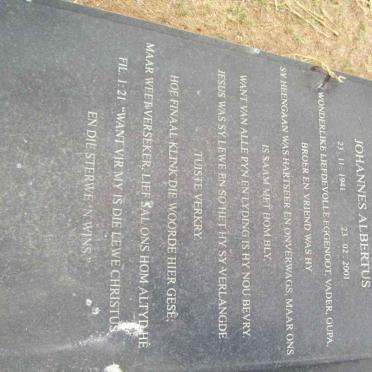 JOHANNES ALBERTUS
23. 11. 1941 23. 02. 2001
'N WONDERLIKE LIEFDEVOLLE EGGENOOT, VADER, OUPA,
BROER EN VRIEND WAS HY
SY HEENGAAN WAS HARTSEER EN ONVERWAGS, MAAR ONS
IS SAAM MET HOM BLY,
WANT VAN ALLE PYN EN LYDING IS HY NOU BEVRY.
JESUS WAS SY LEWE EN SO HET HY SY VERLANGDE
TUISTE VERKRY.
HOE FINAAL KLINK DIE WOORDE HIER GESÊ;
MAAR WEET VERSEKER, LIEF SAL ONS HOM ALTYD HÊ.
FIL. 1: 21 "WANT VIR MY IS DIE LEWE CHRISTUS
EN DIE STERWE 'N WINS."